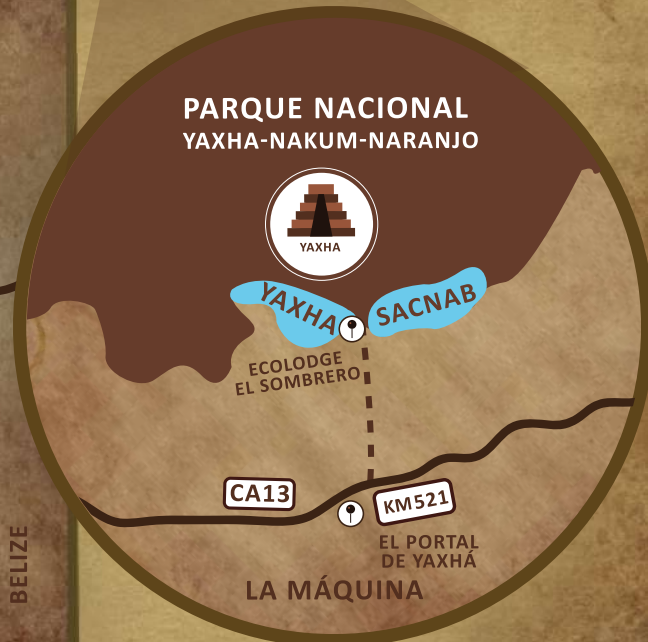 PARQUE NACIONAL
YAXHA-NAKUM-NARANJO
YAXHA
YAXHA
SACNAB
ECOLODGE
EL SOMBRERO
CA13
KM521
EL PORTAL
DE YAXHÁ
LA MÁQUINA
BELIZE